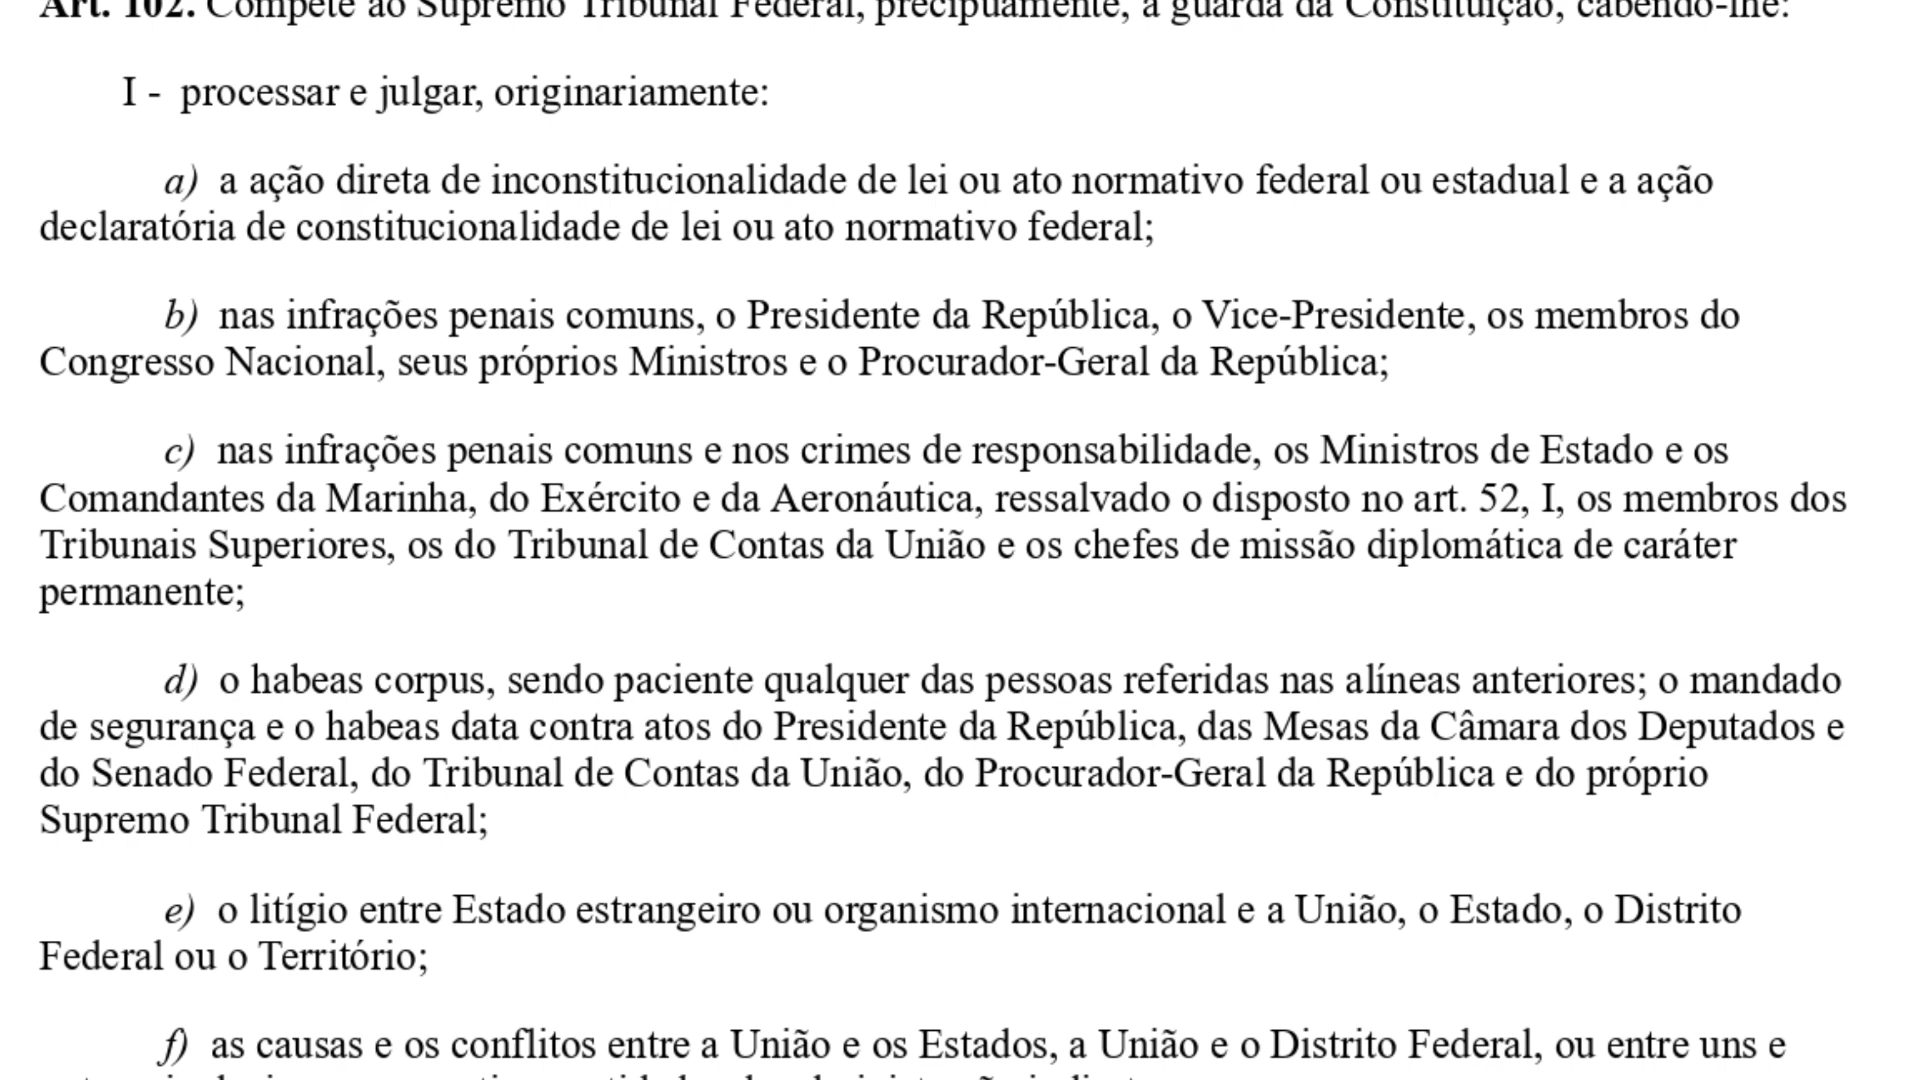 Art. 102. Compete ao Supremo Tribunal Federal, precipuamente, a guarda da Constituição, cabendo-lhe:
I - processar e julgar, originariamente:
a) a ação direta de inconstitucionalidade de lei ou ato normativo federal ou estadual e a ação
declaratória de constitucionalidade de lei ou ato normativo federal;
b) nas infrações penais comuns, o Presidente da República, o Vice-Presidente, os membros do
Congresso Nacional, seus próprios Ministros e o Procurador-Geral da República;
c) nas infrações penais comuns e nos crimes de responsabilidade, os Ministros de Estado e os
Comandantes da Marinha, do Exército e da Aeronáutica, ressalvado o disposto no art. 52, I, os membros dos
Tribunais Superiores, os do Tribunal de Contas da União e os chefes de missão diplomática de caráter
permanente;
d) o habeas corpus, sendo paciente qualquer das pessoas referidas nas alíneas anteriores; o mandado
de segurança e o habeas data contra atos do Presidente da República, das Mesas da Câmara dos Deputados e
do Senado Federal, do Tribunal de Contas da União, do Procurador-Geral da República e do próprio
Supremo Tribunal Federal;
e) o litígio entre Estado estrangeiro ou organismo internacional e a União, o Estado, o Distrito
Federal ou o Território;
f) as causas e os conflitos entre a União e os Estados, a União e o Distrito Federal, ou entre uns e